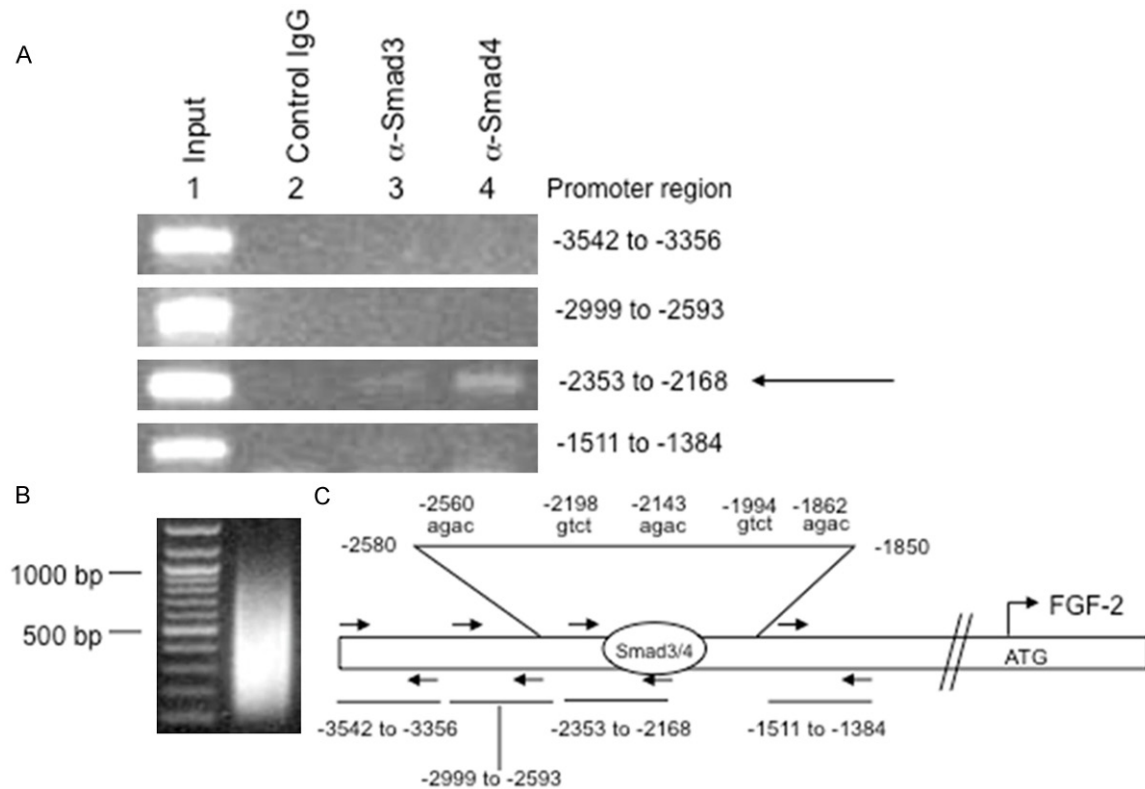 A
Input
Control IgG
α-Smad3
α-Smad4
1 2 3 4 Promoter region
-3542 to -3356
-2999 to -2593
-2353 to -2168
-1511 to -1384
B
1000 bp
500 bp
C
-2560 -2198 -2143 -1994 -1862
agac gtct agac gtct agac
-2580 -1850
FGF-2
Smad3/4
ATG
-3542 to -3356 -2353 to -2168 -1511 to -1384
-2999 to -2593